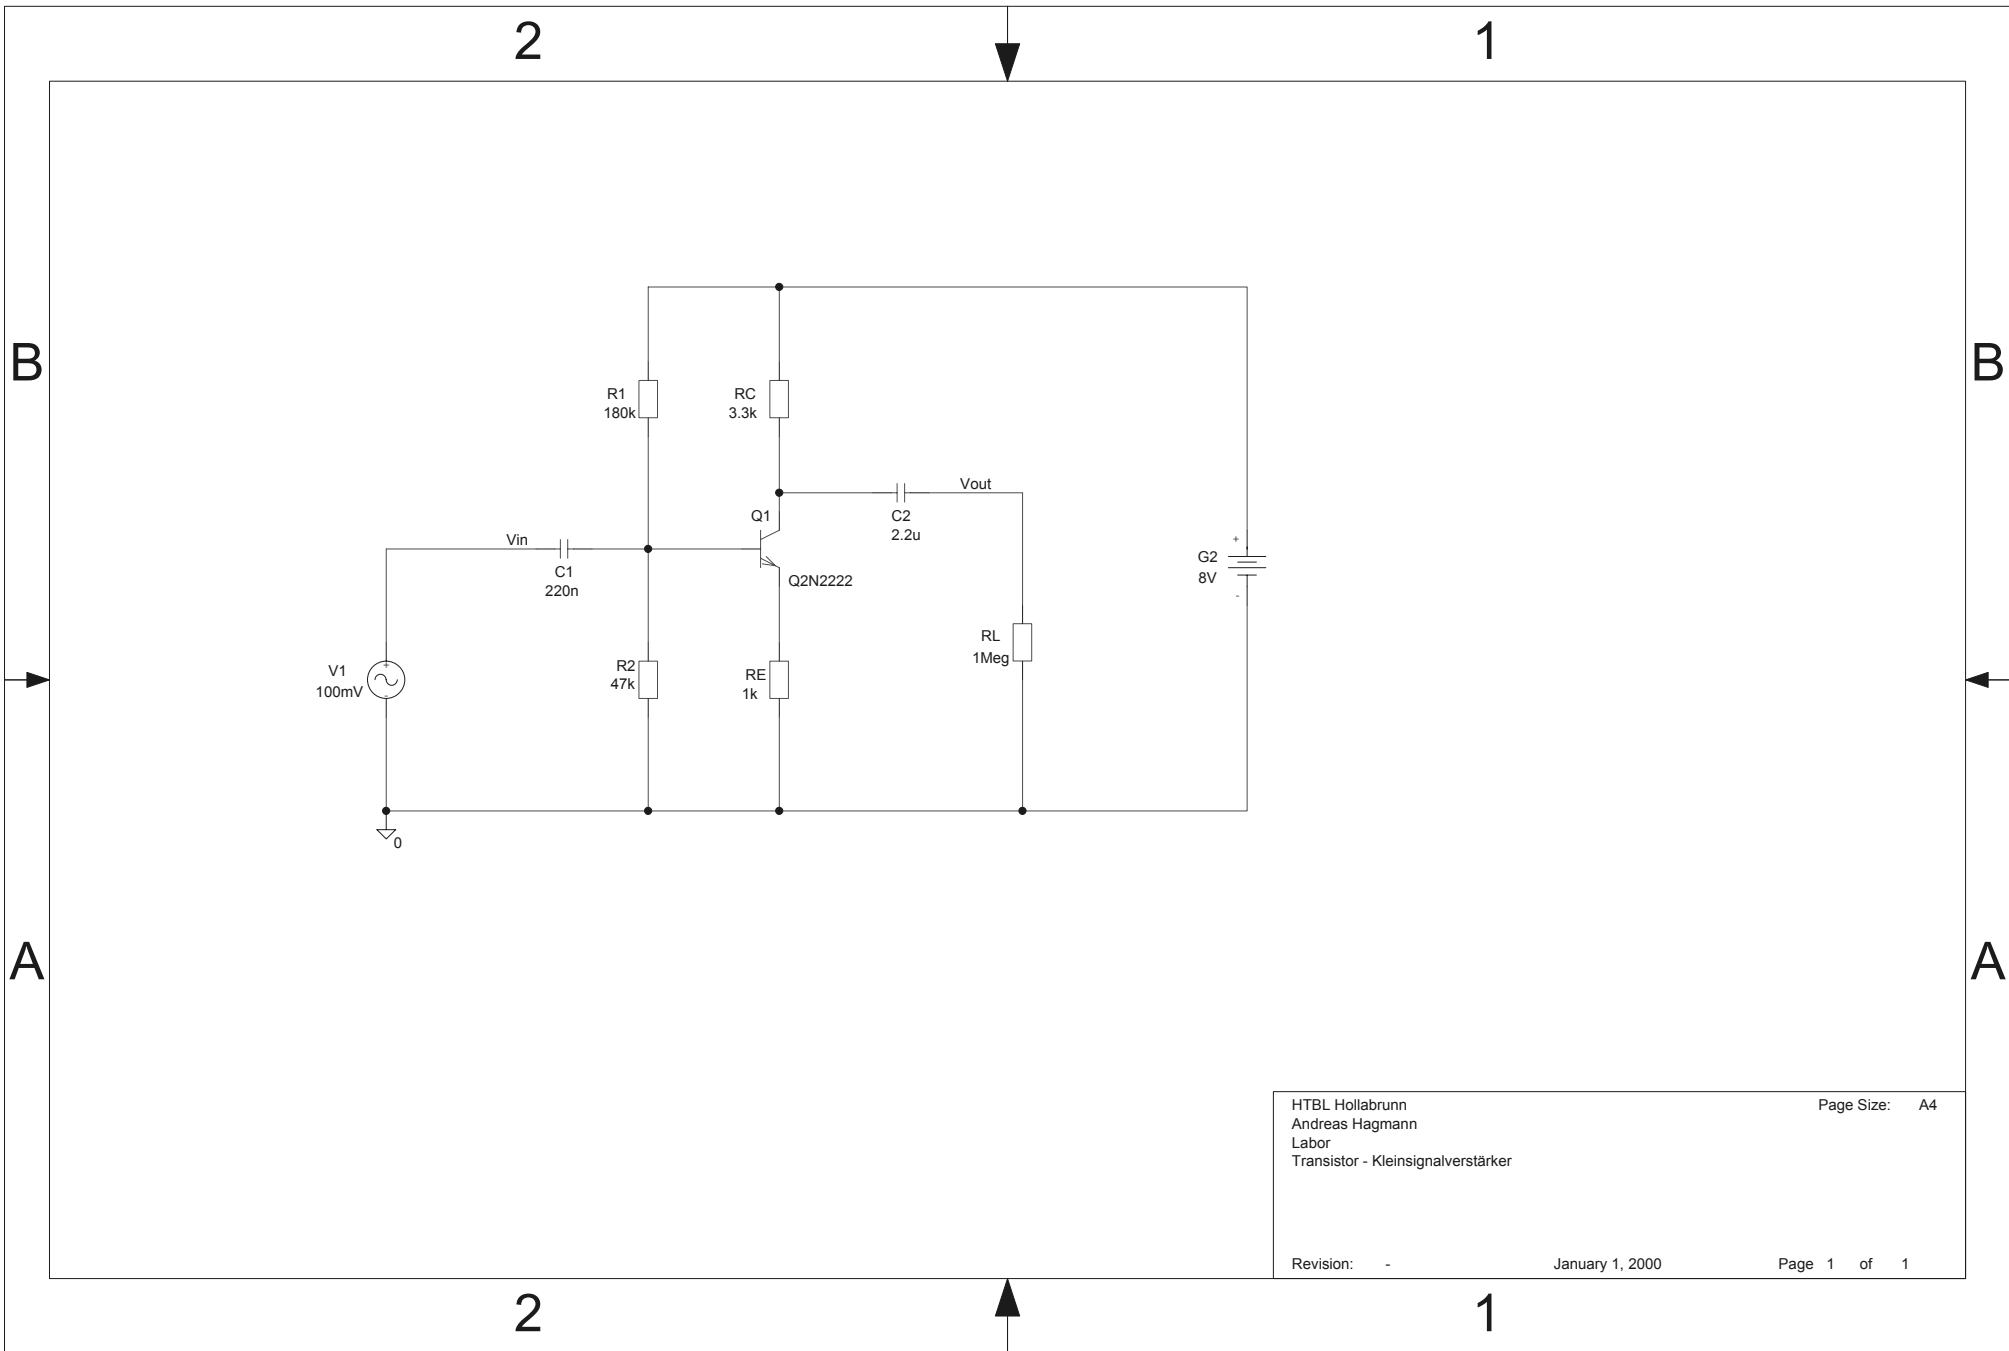 2
1
B
B
R1
180k
RC
3.3k
Vout
Q1
C2
2.2u
Vin
C1
220n
Q2N2222
+
G2
8V
-
RL
1Meg
V1
100mV
+
-
R2
47k
RE
1k
0
A
A
HTBL Hollabrunn
Page Size: A4
Andreas Hagmann
Labor
Transistor - Kleinsignalverstärker
Revision: - January 1, 2000 Page 1 of 1
2
1